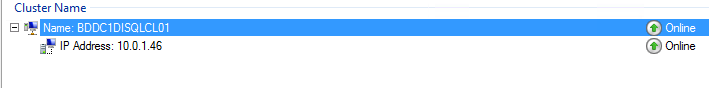 Cluster Name
Name: BDDC1DISQLCL01 Online
IP Address: 10.0.1.46 Online